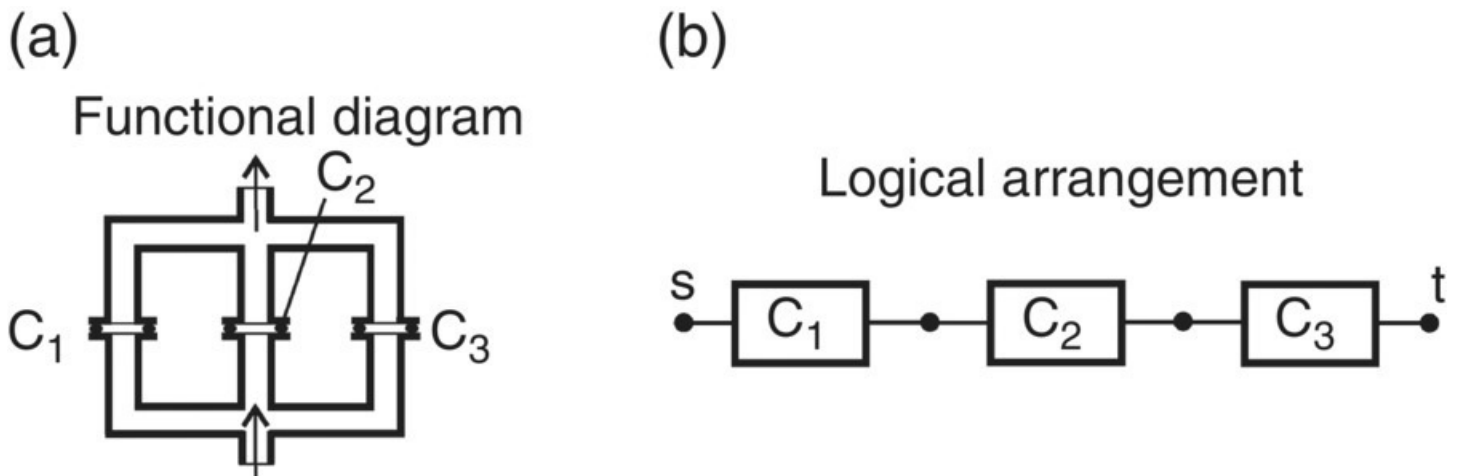 (a)
Functional diagram
C₂
C₁
C₃
(b)
Logical arrangement
s
C₁
C₂
C₃
t